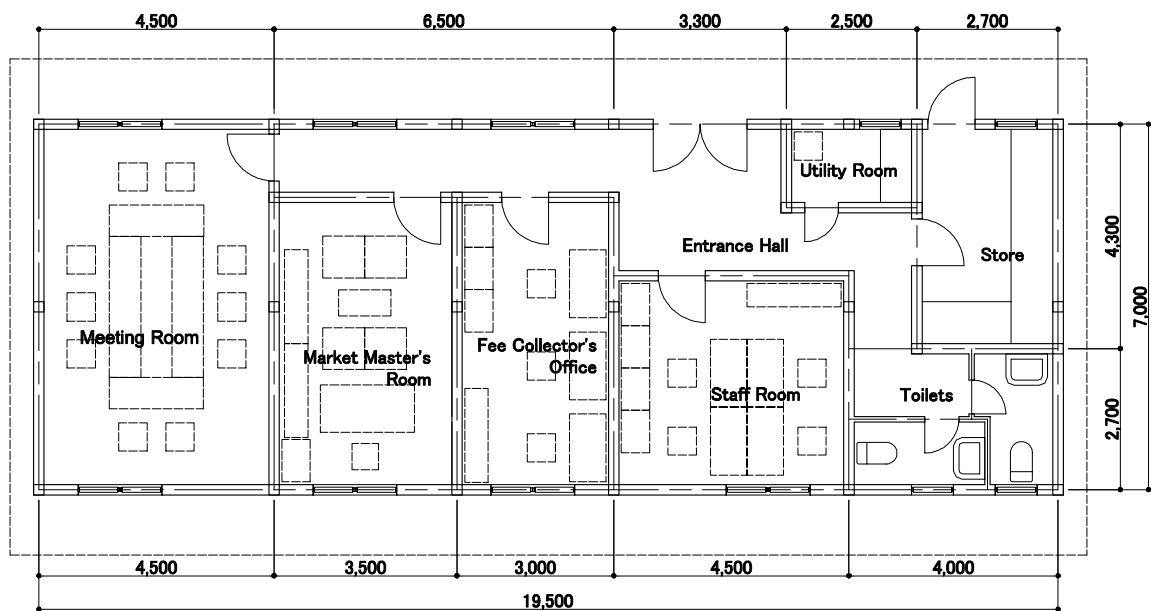 4,500
6,500
3,300
2,500
2,700
Utility Room
Entrance Hall
Store
4,300
7,000
Meeting Room
Market Master's
Room
Fee Collector's
Office
Staff Room
Toilets
2,700
4,500
3,500
3,000
4,500
4,000
19,500